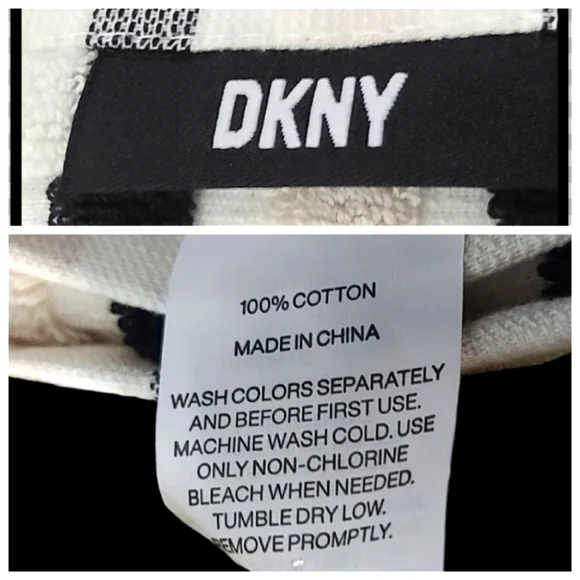 DKNY
100% COTTON
MADE IN CHINA
WASH COLORS SEPARATELY
AND BEFORE FIRST USE.
MACHINE WASH COLD. USE
ONLY NON-CHLORINE
BLEACH WHEN NEEDED.
TUMBLE DRY LOW.
REMOVE PROMPTLY.